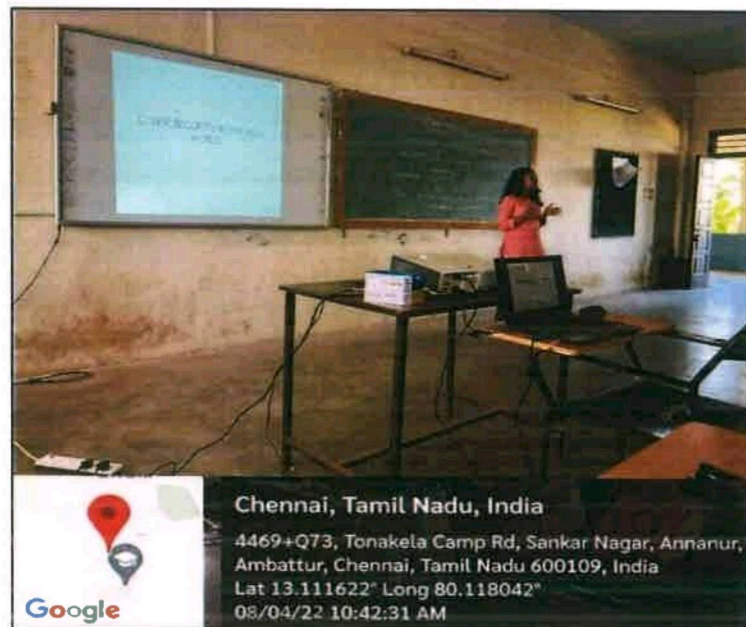 Chennai, Tamil Nadu, India
4469+Q73, Tonakela Camp Rd, Sankar Nagar, Annanur,
Ambattur, Chennai, Tamil Nadu 600109, India
Lat 13.111622° Long 80.118042°
08/04/22 10:42:31 AM
Google